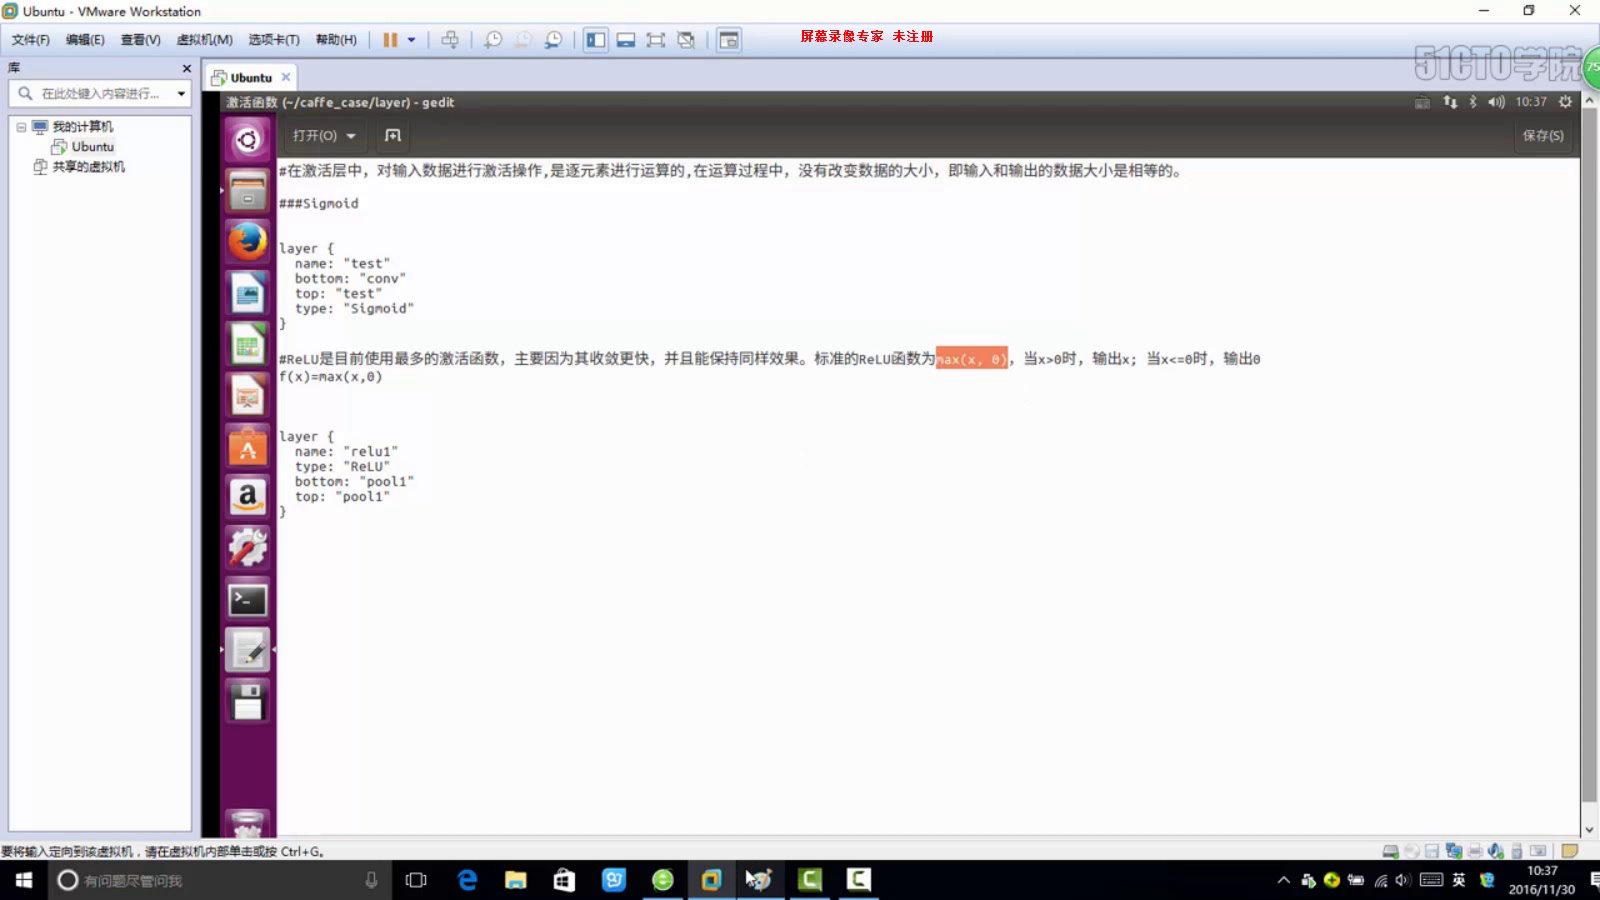 Ubuntu - VMware Workstation
文件(F) 编辑(E) 查看(V) 虚拟机(M) 选项卡(T) 帮助(H)
屏幕录像专家 未注册
51CTO学院
75
库
Ubuntu
在此处键入内容进行...
我的计算机
Ubuntu
共享的虚拟机
激活函数 (~/caffe_case/layer) - gedit
10:37
打开(O)
保存(S)
#在激活层中，对输入数据进行激活操作,是逐元素进行运算的,在运算过程中，没有改变数据的大小，即输入和输出的数据大小是相等的。
###Sigmoid
layer {
name: "test"
bottom: "conv"
top: "test"
type: "Sigmoid"
}
#ReLU是目前使用最多的激活函数，主要因为其收敛更快，并且能保持同样效果。标准的ReLU函数为max(x, 0)，当x>0时，输出x; 当x<=0时，输出0
f(x)=max(x,0)
layer {
name: "relu1"
type: "ReLU"
bottom: "pool1"
top: "pool1"
}
要将输入定向到该虚拟机，请在虚拟机内部单击或按 Ctrl+G。
有问题尽管问我
英
10:37
2016/11/30